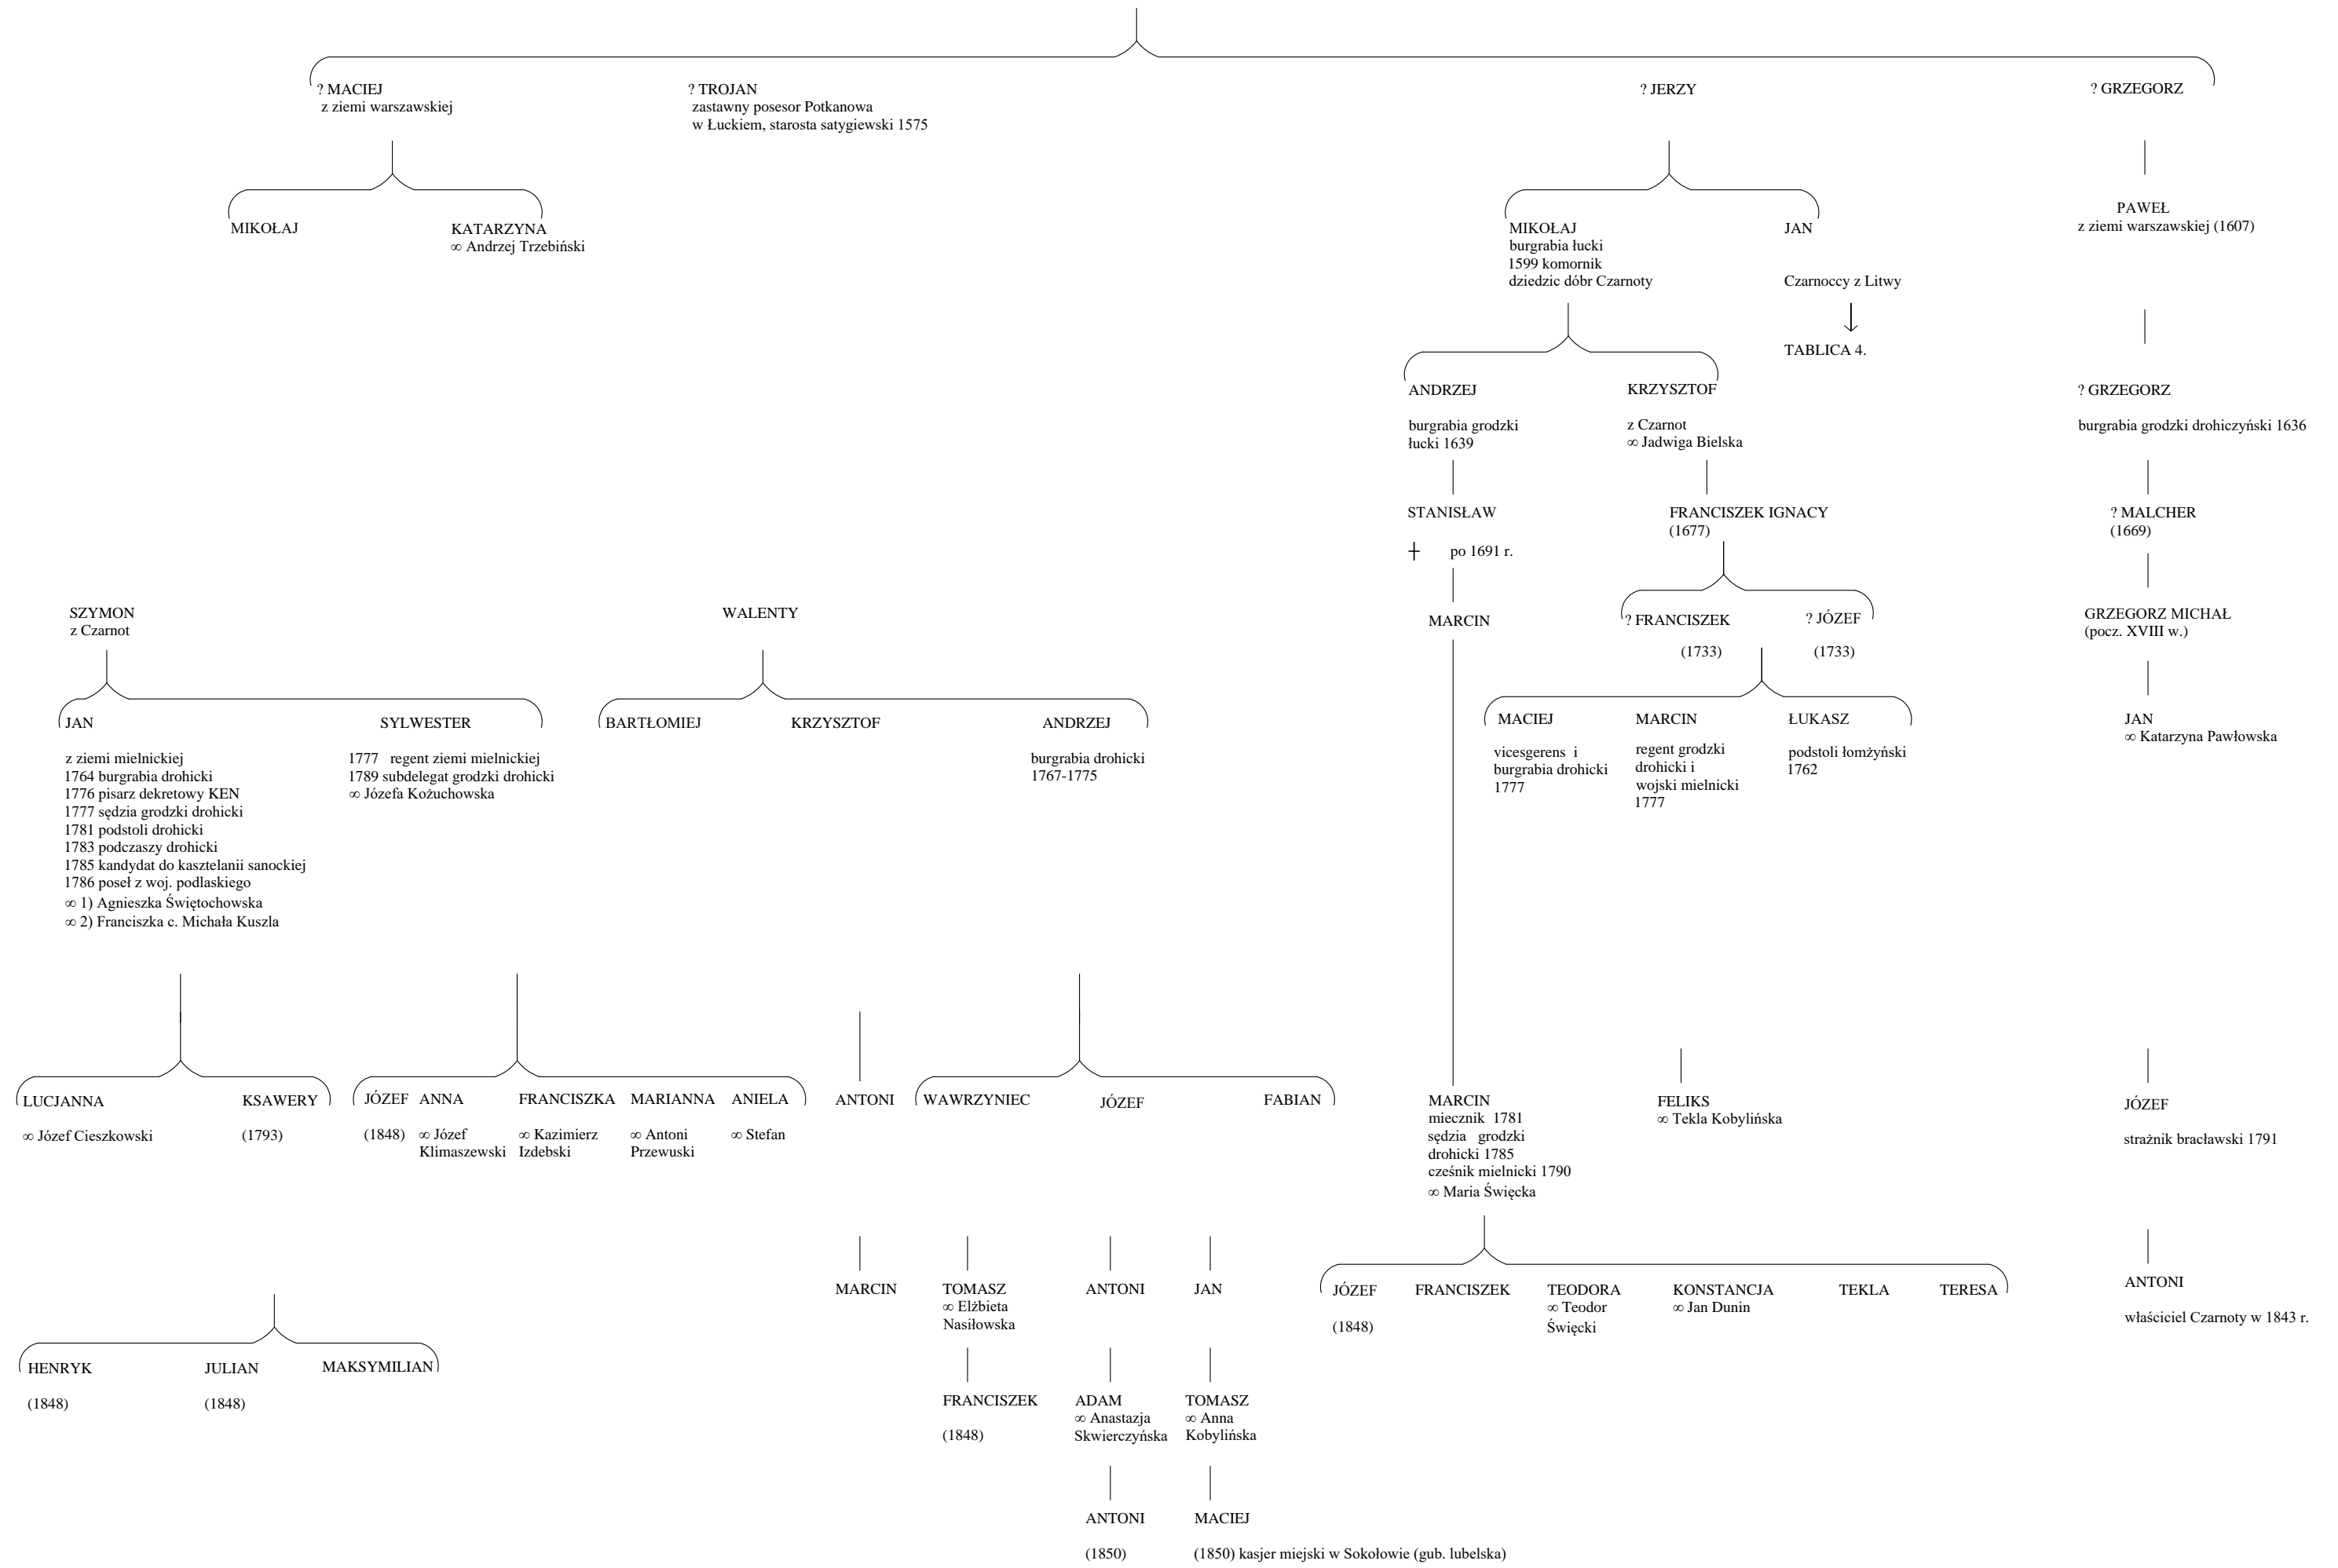 ? MACIEJ
z ziemi warszawskiej
? TROJAN
zastawny posesor Potkanowa
w Łuckiem, starosta satygiewski 1575
? JERZY
? GRZEGORZ
MIKOŁAJ
KATARZYNA
∞ Andrzej Trzebiński
MIKOŁAJ
burgrabia łucki
1599 komornik
dziedzic dóbr Czarnoty
JAN
Czarnoccy z Litwy
TABLICA 4.
PAWEŁ
z ziemi warszawskiej (1607)
ANDRZEJ
burgrabia grodzki
łucki 1639
KRZYSZTOF
z Czarnot
∞ Jadwiga Bielska
? GRZEGORZ
burgrabia grodzki drohiczyński 1636
STANISŁAW
┼ po 1691 r.
FRANCISZEK IGNACY
(1677)
? MALCHER
(1669)
SZYMON
z Czarnot
WALENTY
MARCIN
? FRANCISZEK
(1733)
? JÓZEF
(1733)
GRZEGORZ MICHAŁ
(pocz. XVIII w.)
JAN
z ziemi mielnickiej
1764 burgrabia drohicki
1776 pisarz dekretowy KEN
1777 sędzia grodzki drohicki
1781 podstoli drohicki
1783 podczaszy drohicki
1785 kandydat do kasztelanii sanockiej
1786 poseł z woj. podlaskiego
∞ 1) Agnieszka Świętochowska
∞ 2) Franciszka c. Michała Kuszla
SYLWESTER
1777 regent ziemi mielnickiej
1789 subdelegat grodzki drohicki
∞ Józefa Kożuchowska
BARTŁOMIEJ
KRZYSZTOF
ANDRZEJ
burgrabia drohicki
1767-1775
MACIEJ
vicesgerens i
burgrabia drohicki
1777
MARCIN
regent grodzki
drohicki i
wojski mielnicki
1777
ŁUKASZ
podstoli łomżyński
1762
JAN
∞ Katarzyna Pawłowska
LUCJANNA
∞ Józef Cieszkowski
KSAWERY
(1793)
JÓZEF
(1848)
ANNA
∞ Józef
Klimaszewski
FRANCISZKA
∞ Kazimierz
Izdebski
MARIANNA
∞ Antoni
Przewuski
ANIELA
∞ Stefan
ANTONI
WAWRZYNIEC
JÓZEF
FABIAN
MARCIN
miecznik 1781
sędzia grodzki
drohicki 1785
cześnik mielnicki 1790
∞ Maria Święcka
FELIKS
∞ Tekla Kobylińska
JÓZEF
strażnik bracławski 1791
MARCIN
TOMASZ
∞ Elżbieta
Nasiłowska
ANTONI
JAN
JÓZEF
(1848)
FRANCISZEK
TEODORA
∞ Teodor
Święcki
KONSTANCJA
∞ Jan Dunin
TEKLA
TERESA
ANTONI
właściciel Czarnoty w 1843 r.
HENRYK
(1848)
JULIAN
(1848)
MAKSYMILIAN
FRANCISZEK
(1848)
ADAM
∞ Anastazja
Skwierczyńska
TOMASZ
∞ Anna
Kobylińska
ANTONI
(1850)
MACIEJ
(1850) kasjer miejski w Sokołowie (gub. lubelska)